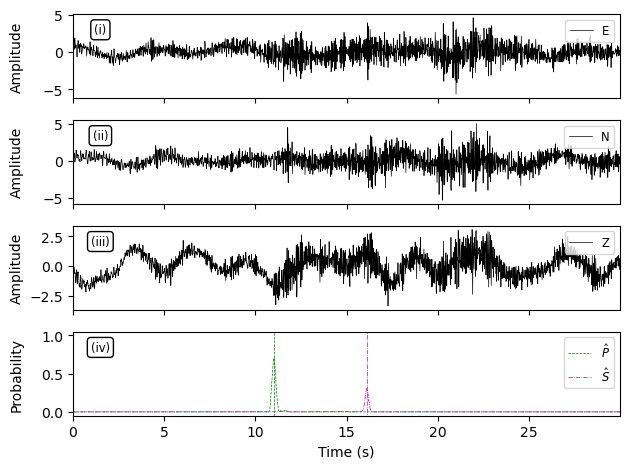 5
0
−5
Amplitude
(i)
E
5
0
−5
Amplitude
(ii)
N
2.5
0.0
−2.5
Amplitude
(iii)
Z
1.0
0.5
0.0
Probability
(iv)
P̂
Ŝ
0 5 10 15 20 25
Time (s)